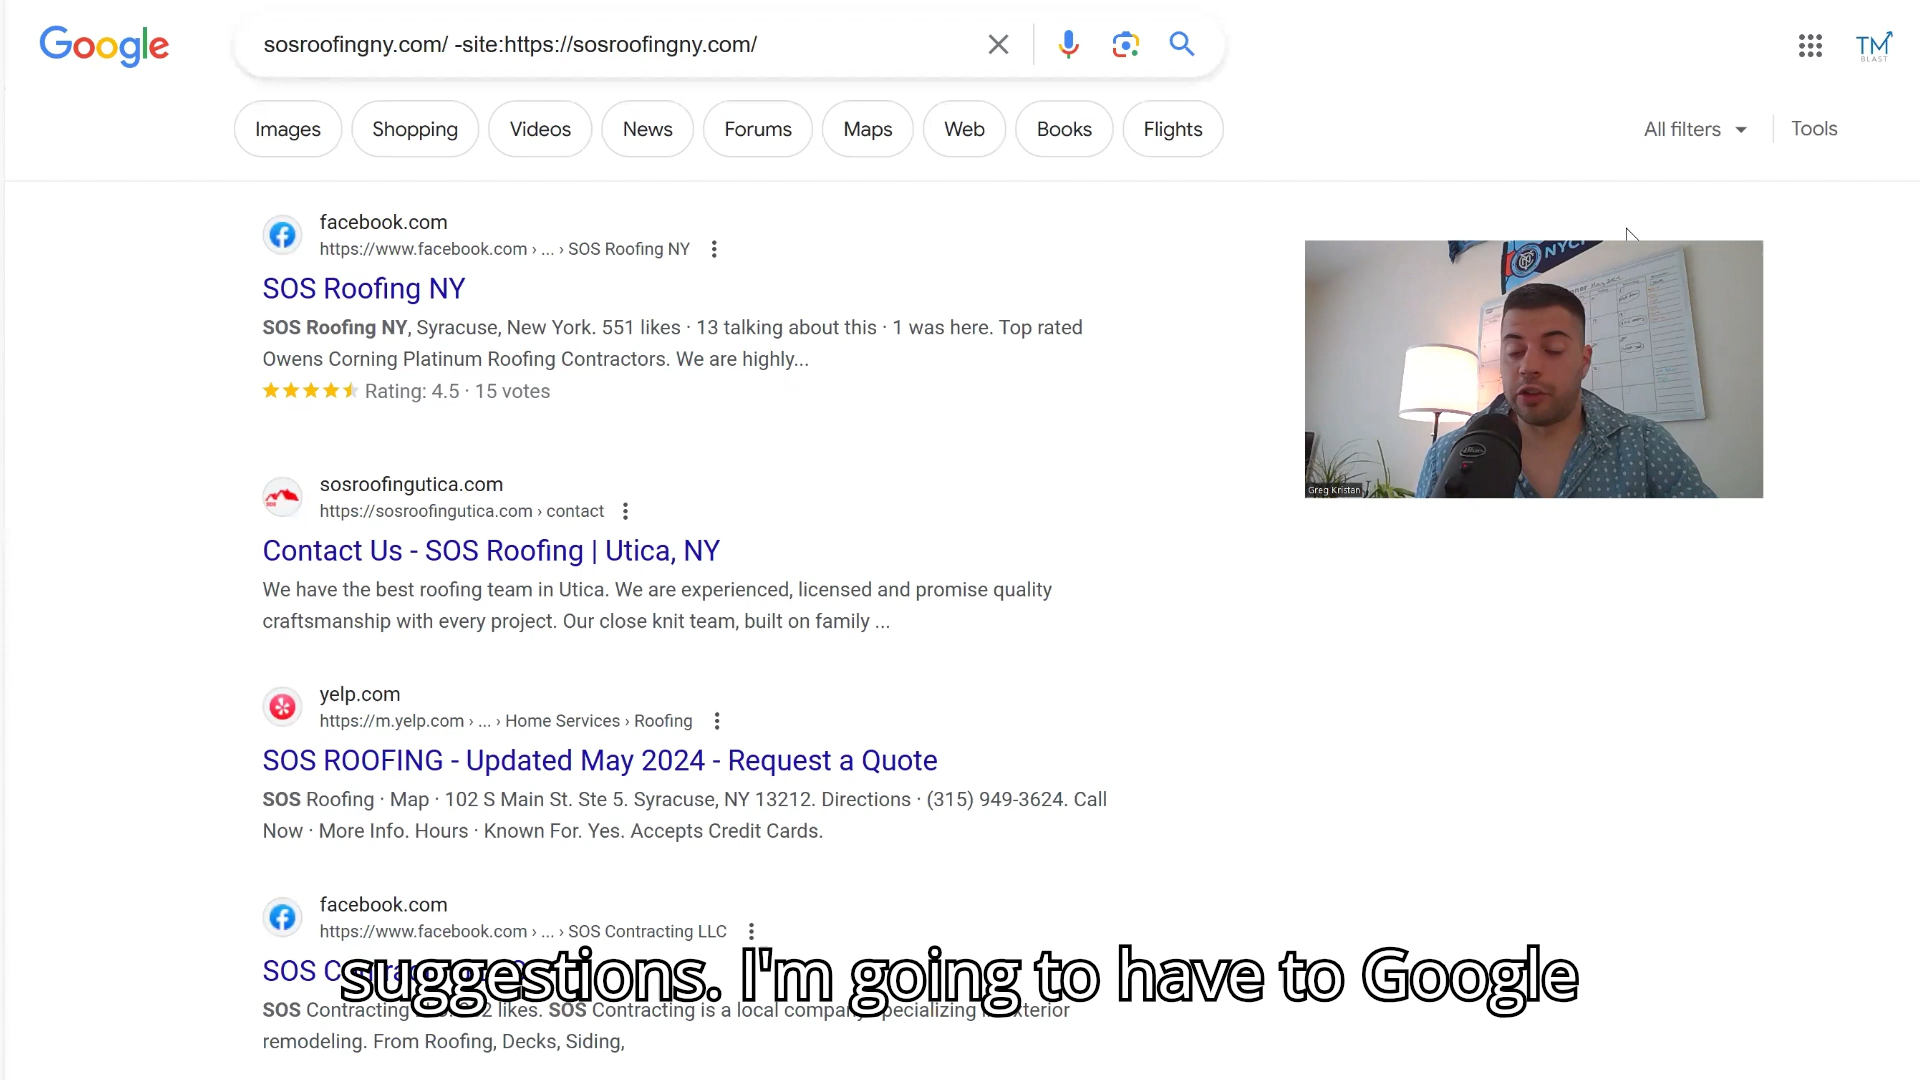 Google
sosroofingny.com/ -site:https://sosroofingny.com/
TM
BLAST
Images
Shopping
Videos
News
Forums
Maps
Web
Books
Flights
All filters
Tools
facebook.com
https://www.facebook.com › ... › SOS Roofing NY
SOS Roofing NY
SOS Roofing NY, Syracuse, New York. 551 likes · 13 talking about this · 1 was here. Top rated
Owens Corning Platinum Roofing Contractors. We are highly...
Rating: 4.5 · 15 votes
NYC
Greg Kristan
sosroofingutica.com
https://sosroofingutica.com › contact
Contact Us - SOS Roofing | Utica, NY
We have the best roofing team in Utica. We are experienced, licensed and promise quality
craftsmanship with every project. Our close knit team, built on family ...
yelp.com
https://m.yelp.com › ... › Home Services › Roofing
SOS ROOFING - Updated May 2024 - Request a Quote
SOS Roofing · Map · 102 S Main St. Ste 5. Syracuse, NY 13212. Directions · (315) 949-3624. Call
Now · More Info. Hours · Known For. Yes. Accepts Credit Cards.
facebook.com
https://www.facebook.com › ... › SOS Contracting LLC
SOS
suggestions. I'm going to have to Google
SOS Contracting likes. SOS Contracting is a local company specializing exterior
remodeling. From Roofing, Decks, Siding,